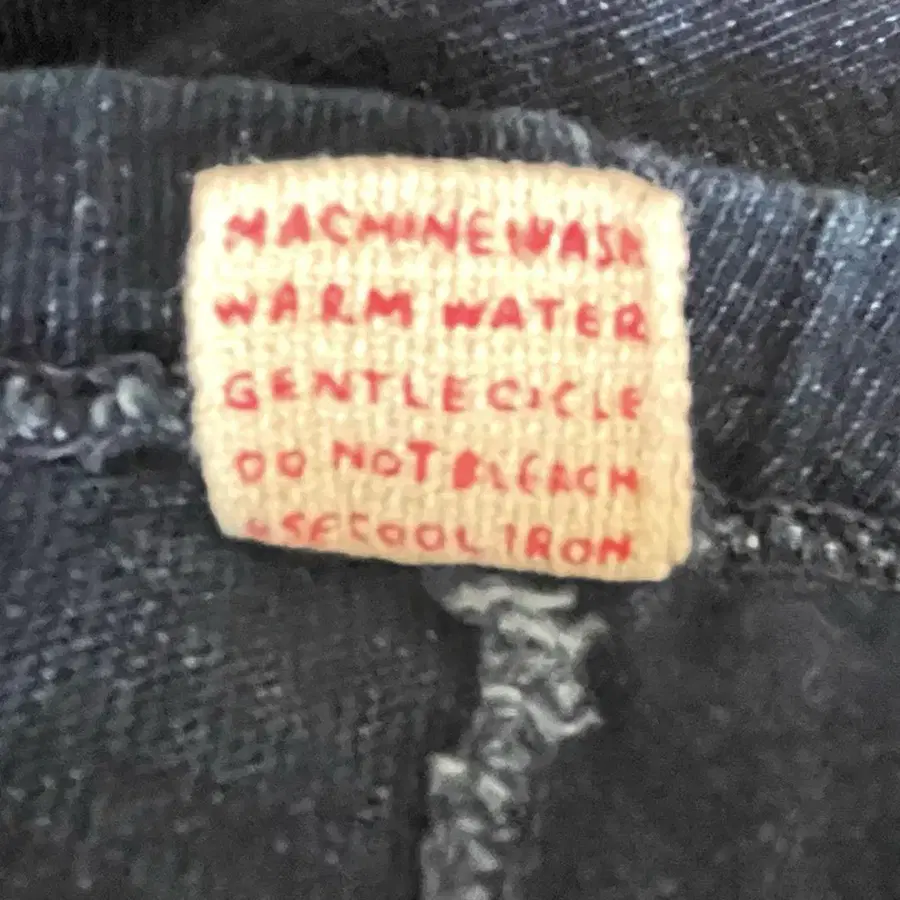 MACHINE WASH
WARM WATER
GENTLE CICLE
DO NOT BLEACH
USE COOL IRON